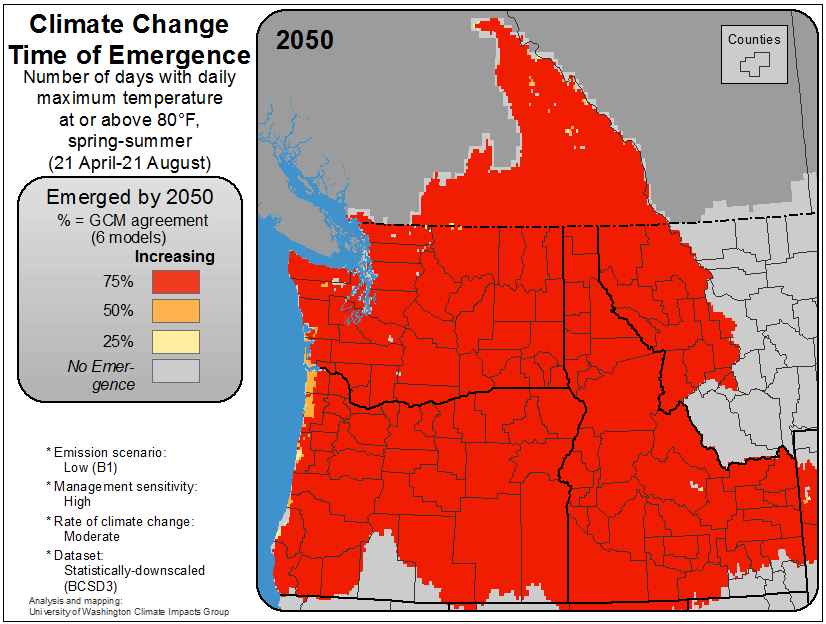 Climate Change
Time of Emergence
Number of days with daily
maximum temperature
at or above 80°F,
spring-summer
(21 April-21 August)
Emerged by 2050
% = GCM agreement
(6 models)
Increasing
75%
50%
25%
No Emer-
gence
* Emission scenario:
Low (B1)
* Management sensitivity:
High
* Rate of climate change:
Moderate
* Dataset:
Statistically-downscaled
(BCSD3)
Analysis and mapping:
University of Washington Climate Impacts Group
2050
Counties